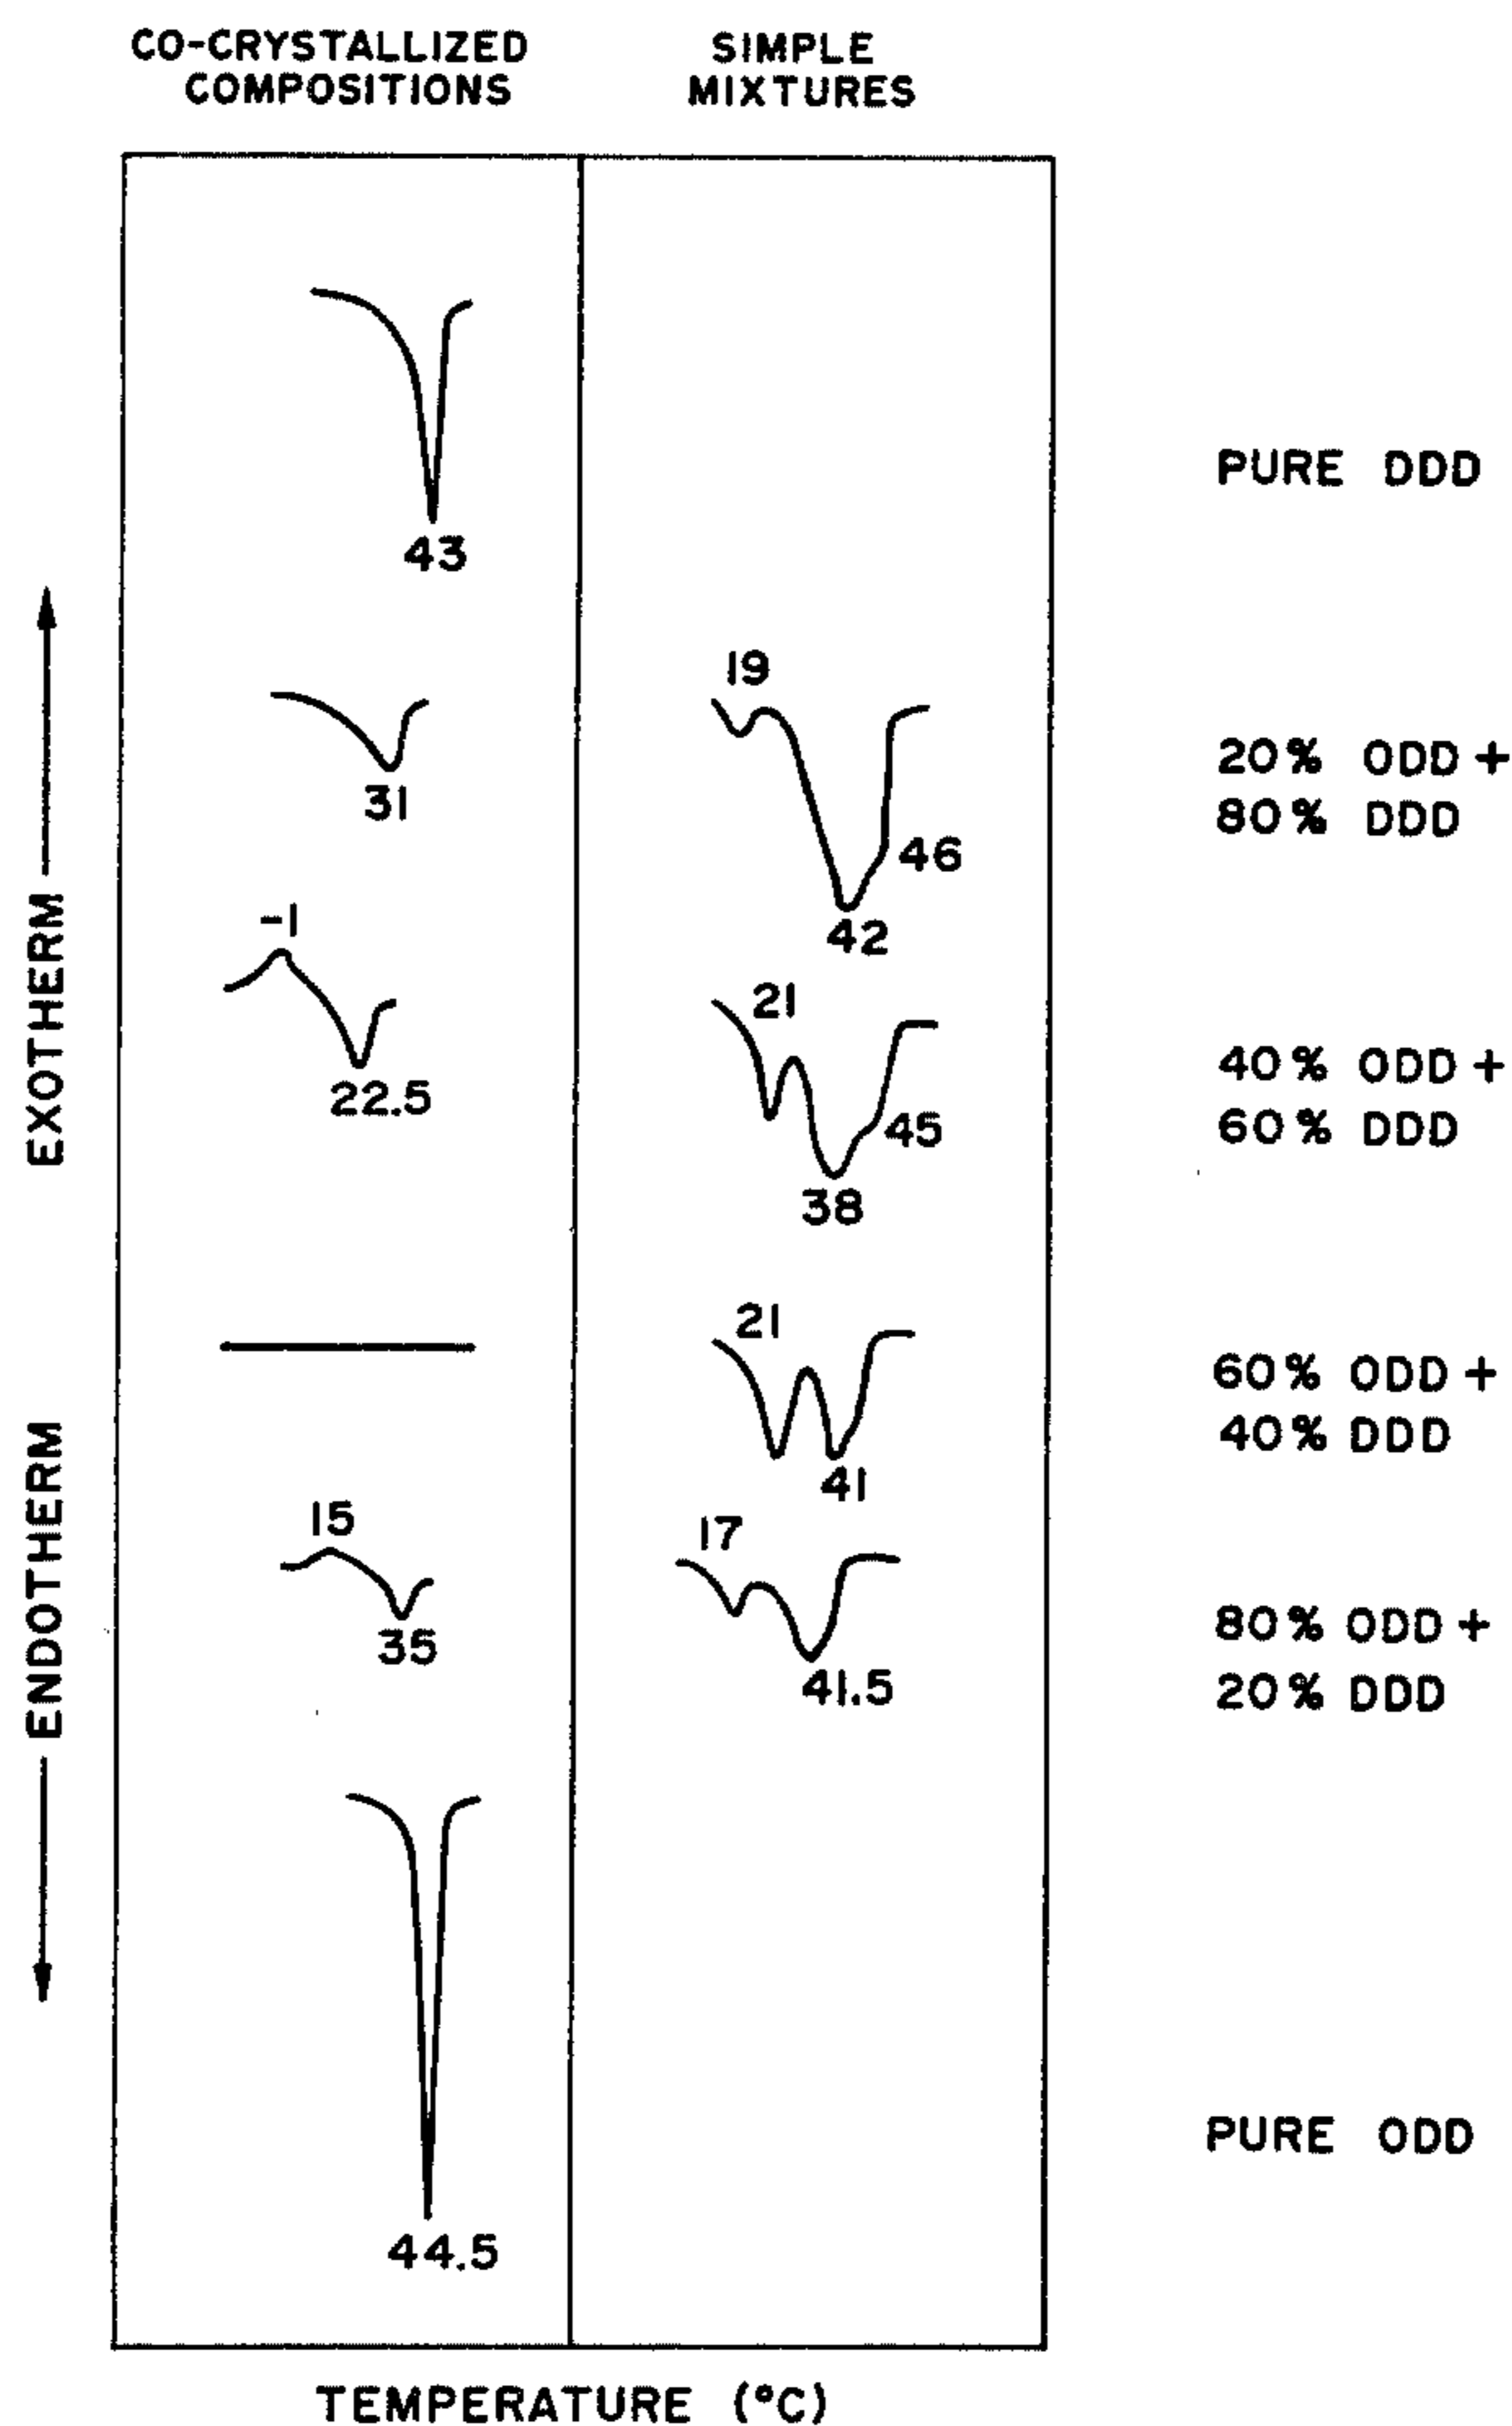 CO-CRYSTALLIZED
COMPOSITIONS
SIMPLE
MIXTURES
EXOTHERM
ENDOTHERM
43
PURE DDD
31
19
46
42
20% ODD +
80% DDD
-1
22.5
21
45
38
40% ODD +
60% DDD
21
41
60% ODD +
40% DDD
15
35
17
41.5
80% ODD +
20% DDD
44.5
PURE ODD
TEMPERATURE (°C)